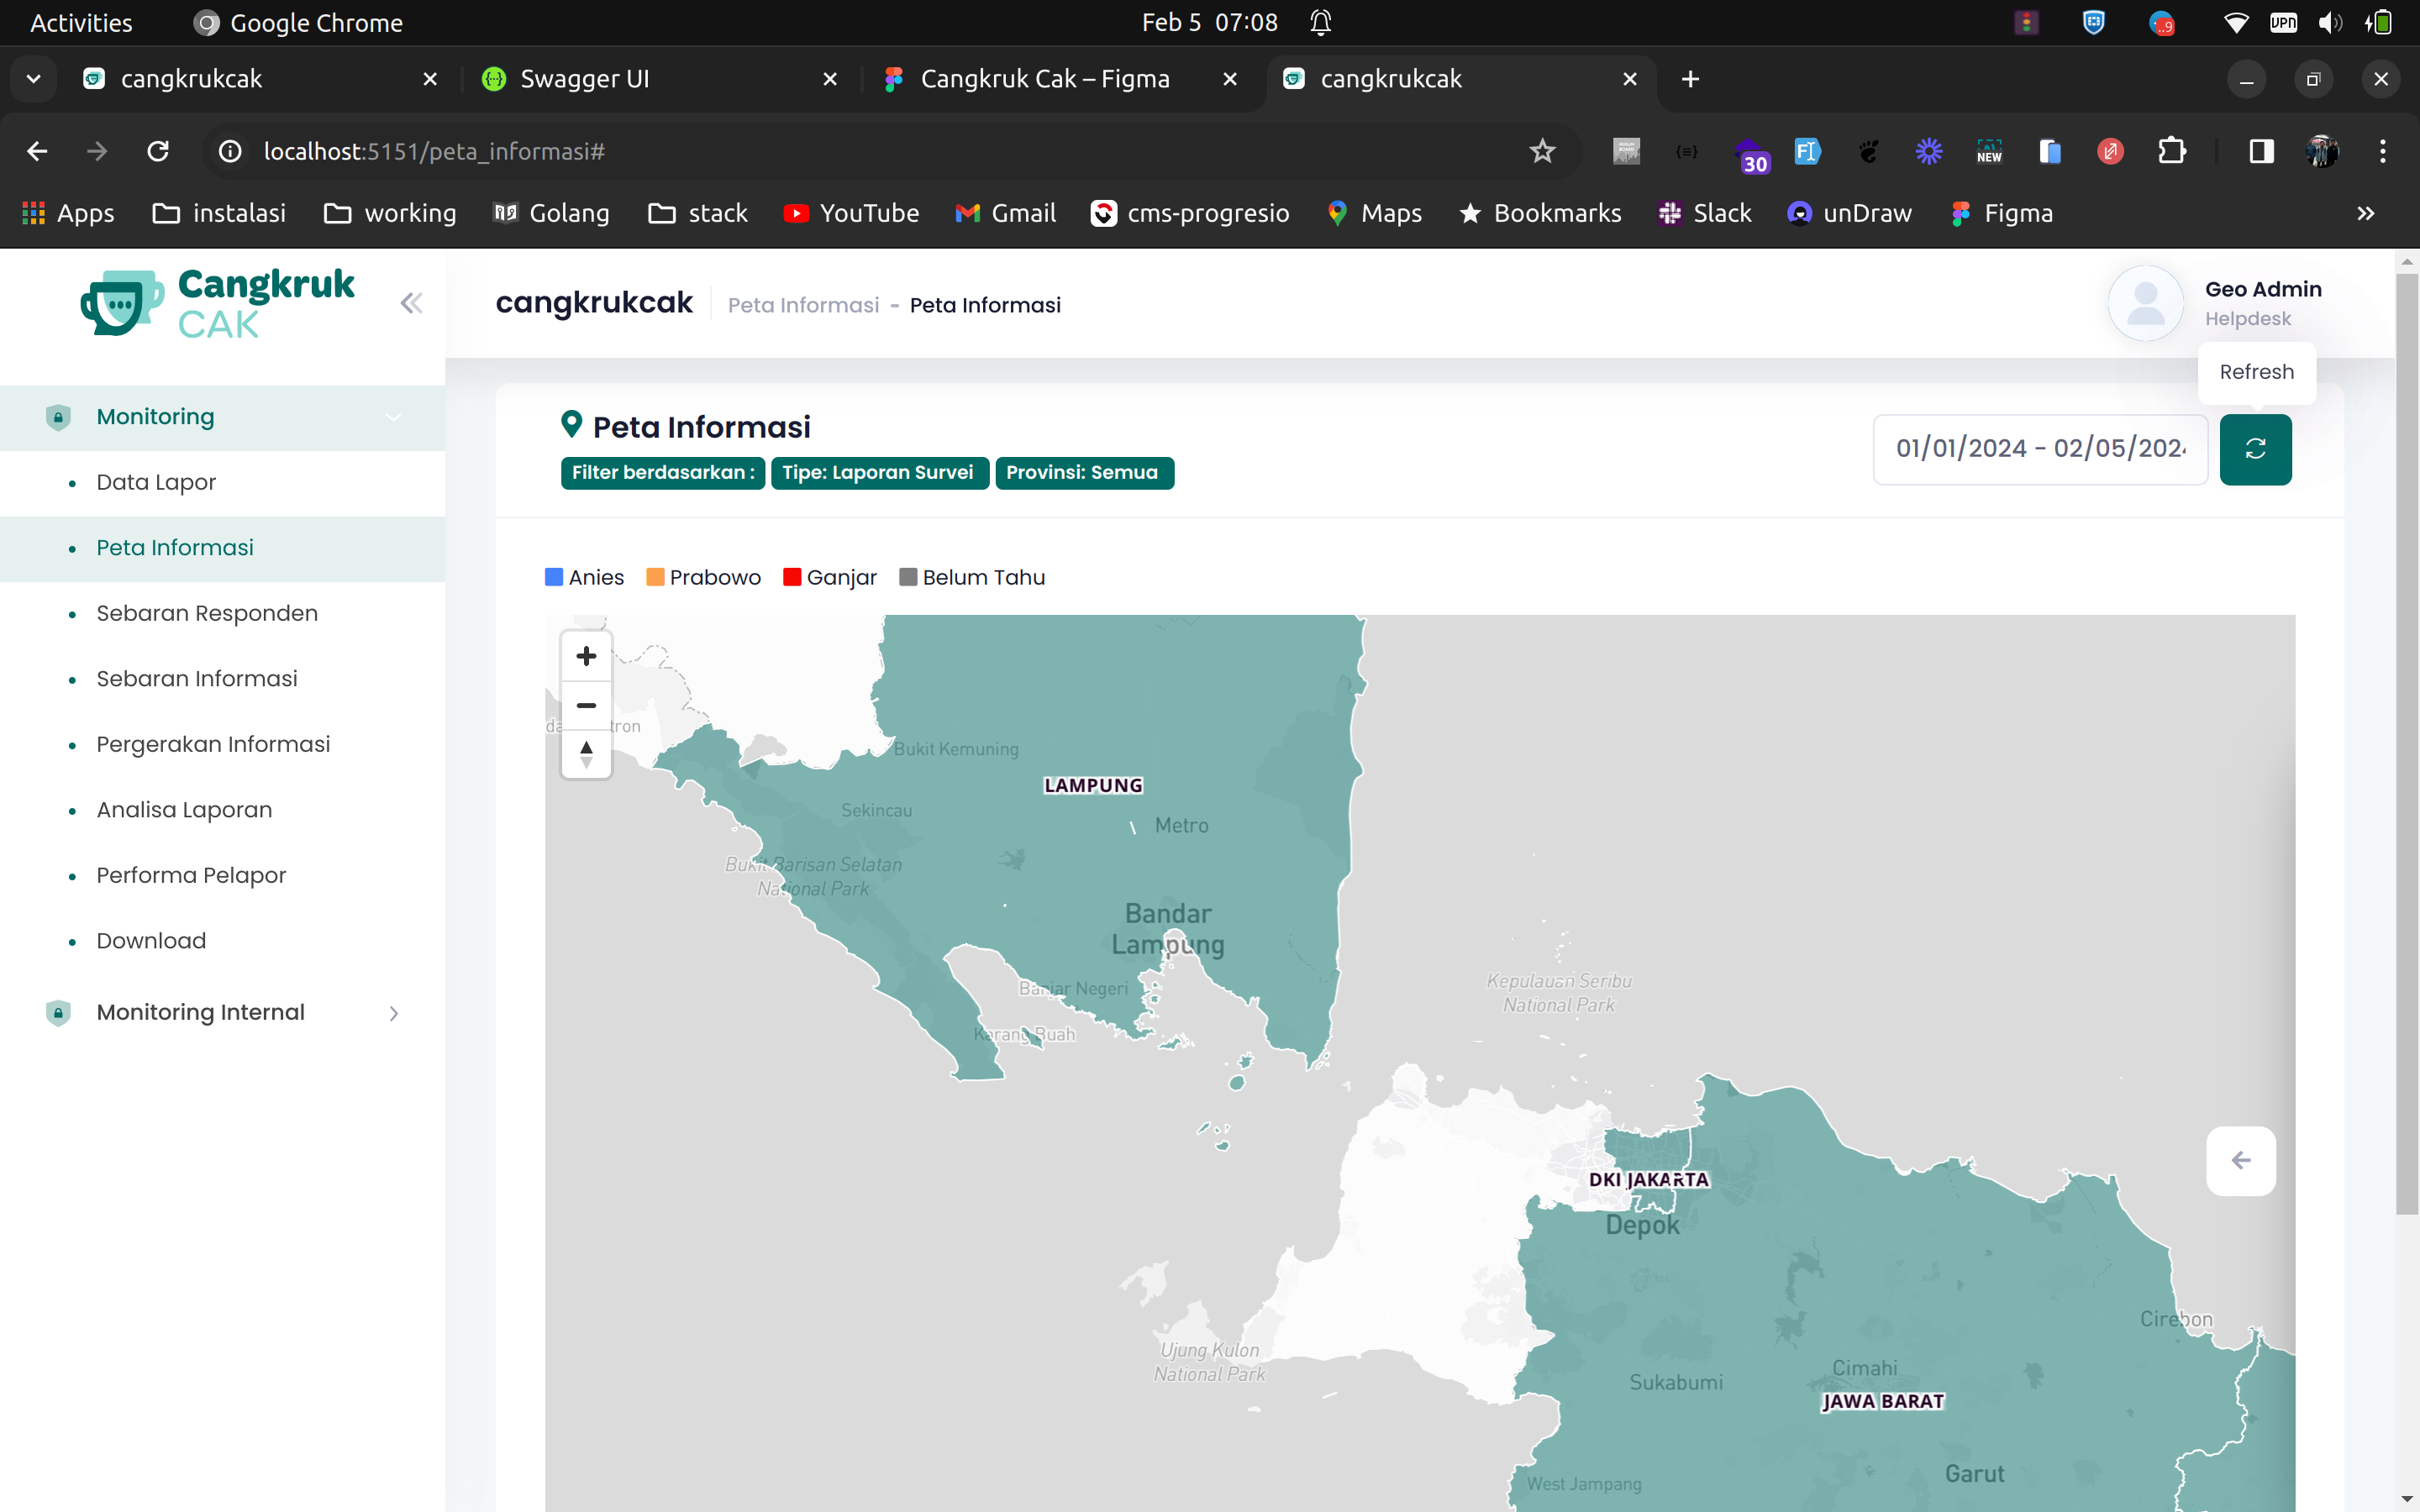 Activities Google Chrome Feb 5 07:08 ..9 VPN
cangkrukcak Swagger UI Cangkruk Cak – Figma cangkrukcak
localhost:5151/peta_informasi# 30 NEW
Apps instalasi working Golang stack YouTube Gmail cms-progresio Maps Bookmarks Slack unDraw Figma
Cangkruk
CAK
cangkrukcak Peta Informasi - Peta Informasi
Geo Admin
Helpdesk
Refresh
Monitoring
Data Lapor
Peta Informasi
Sebaran Responden
Sebaran Informasi
Pergerakan Informasi
Analisa Laporan
Performa Pelapor
Download
Monitoring Internal
Peta Informasi
Filter berdasarkan : Tipe: Laporan Survei Provinsi: Semua
01/01/2024 - 02/05/202
Anies Prabowo Ganjar Belum Tahu
Bukit Kemuning
LAMPUNG
Sekincau
Metro
Bukit Barisan Selatan
National Park
Bandar
Lampung
Banjar Negeri
Karang Buah
Kepulauan Seribu
National Park
DKI JAKARTA
Depok
Cirebon
Ujung Kulon
National Park
Cimahi
Sukabumi
JAWA BARAT
Garut
West Jampang